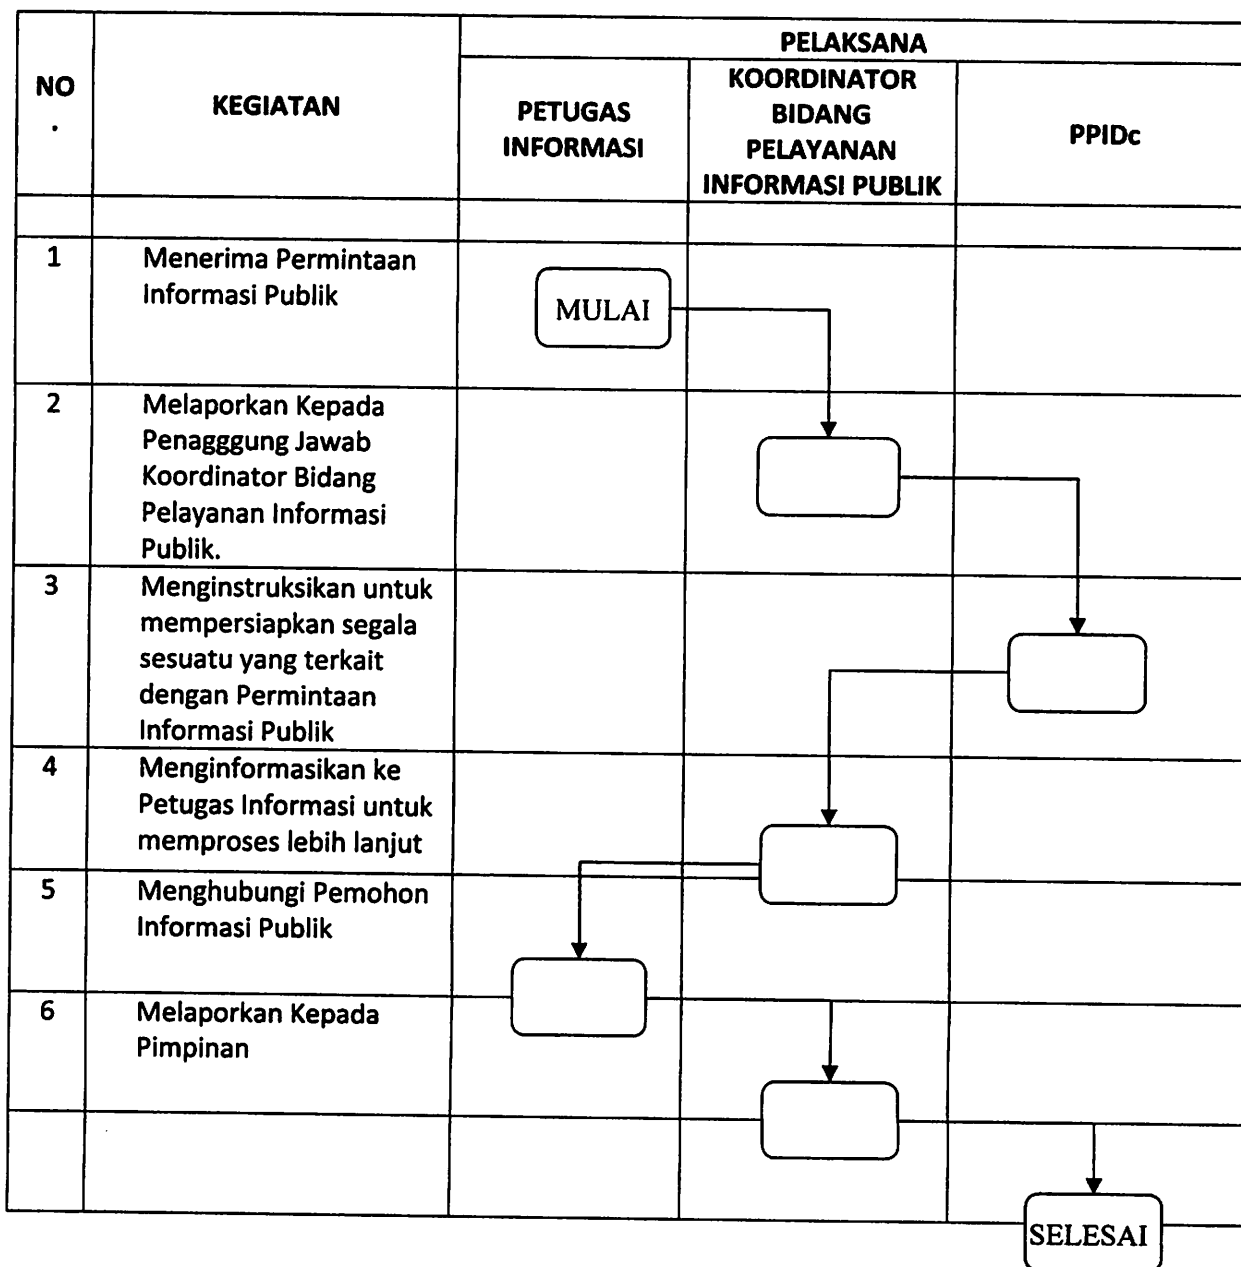 PELAKSANA
NO
.
KEGIATAN
PETUGAS
INFORMASI
KOORDINATOR
BIDANG
PELAYANAN
INFORMASI PUBLIK
PPIDc
1
Menerima Permintaan
Informasi Publik
MULAI
2
Melaporkan Kepada
Penagggung Jawab
Koordinator Bidang
Pelayanan Informasi
Publik.
3
Menginstruksikan untuk
mempersiapkan segala
sesuatu yang terkait
dengan Permintaan
Informasi Publik
4
Menginformasikan ke
Petugas Informasi untuk
memproses lebih lanjut
5
Menghubungi Pemohon
Informasi Publik
6
Melaporkan Kepada
Pimpinan
SELESAI